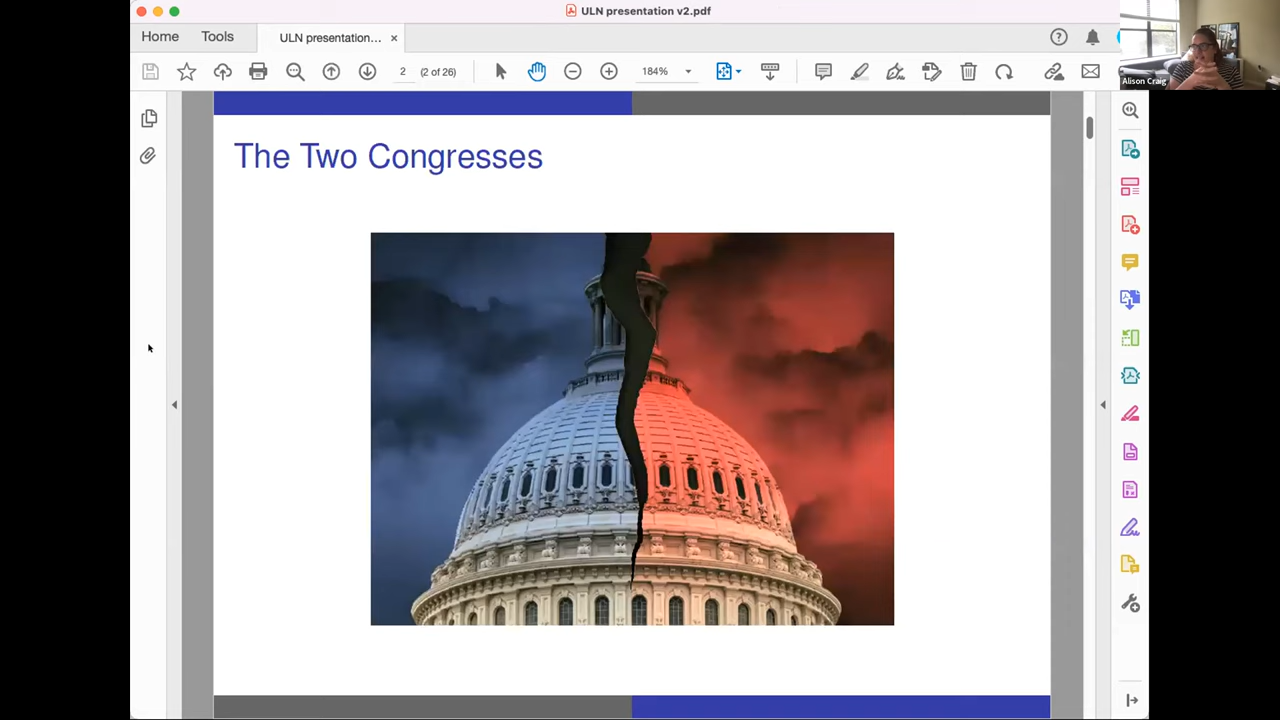 ULN presentation v2.pdf
Home
Tools
ULN presentation...
2
(2 of 26)
184%
Alison Craig
The Two Congresses